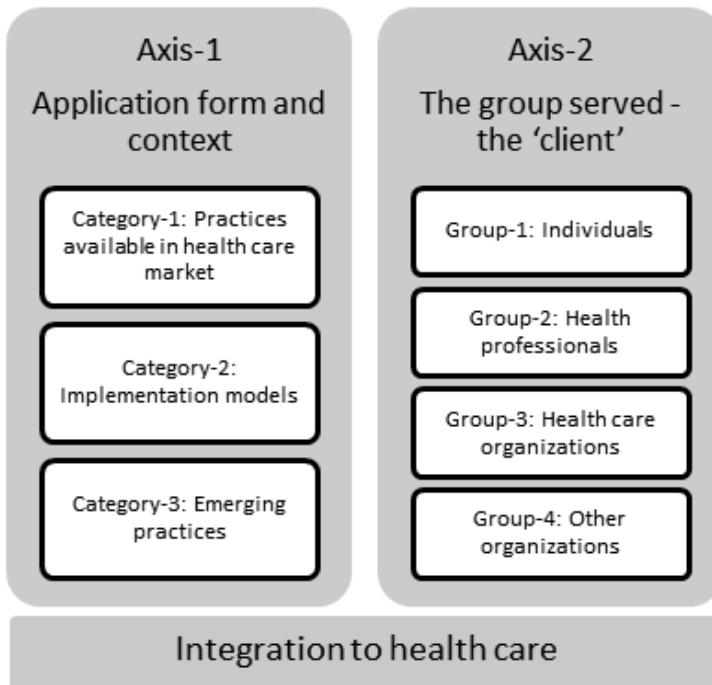 Axis-1
Application form and
context
Category-1: Practices
available in health care
market
Category-2:
Implementation models
Category-3: Emerging
practices
Axis-2
The group served -
the ‘client’
Group-1: Individuals
Group-2: Health
professionals
Group-3: Health care
organizations
Group-4: Other
organizations
Integration to health care